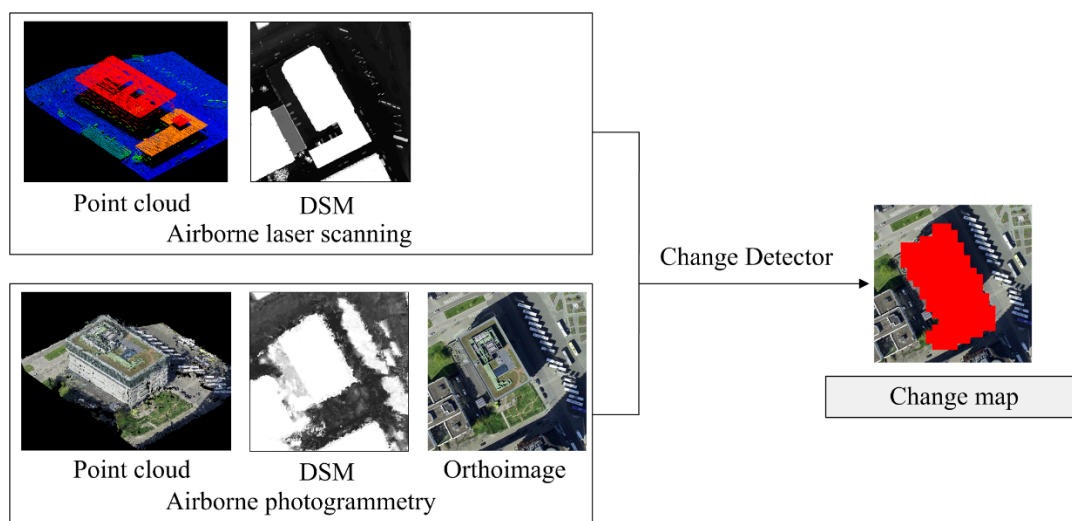 Point cloud
DSM
Airborne laser scanning
Point cloud
DSM
Orthoimage
Airborne photogrammetry
Change Detector
Change map